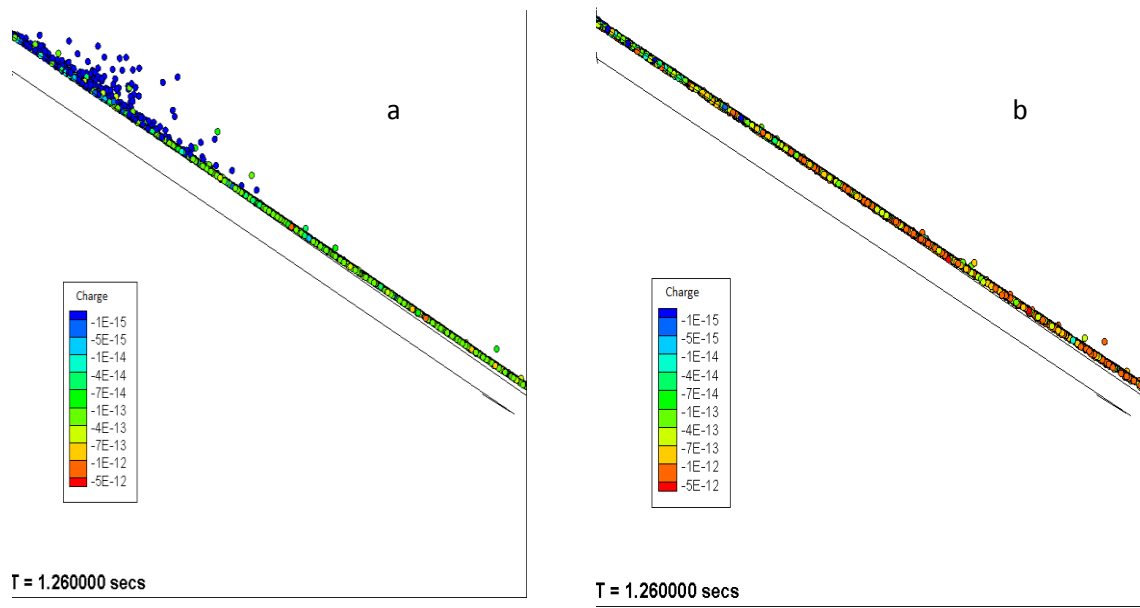 a
Charge
-1E-15
-5E-15
-1E-14
-4E-14
-7E-14
-1E-13
-4E-13
-7E-13
-1E-12
-5E-12
T = 1.260000 secs
b
Charge
-1E-15
-5E-15
-1E-14
-4E-14
-7E-14
-1E-13
-4E-13
-7E-13
-1E-12
-5E-12
T = 1.260000 secs